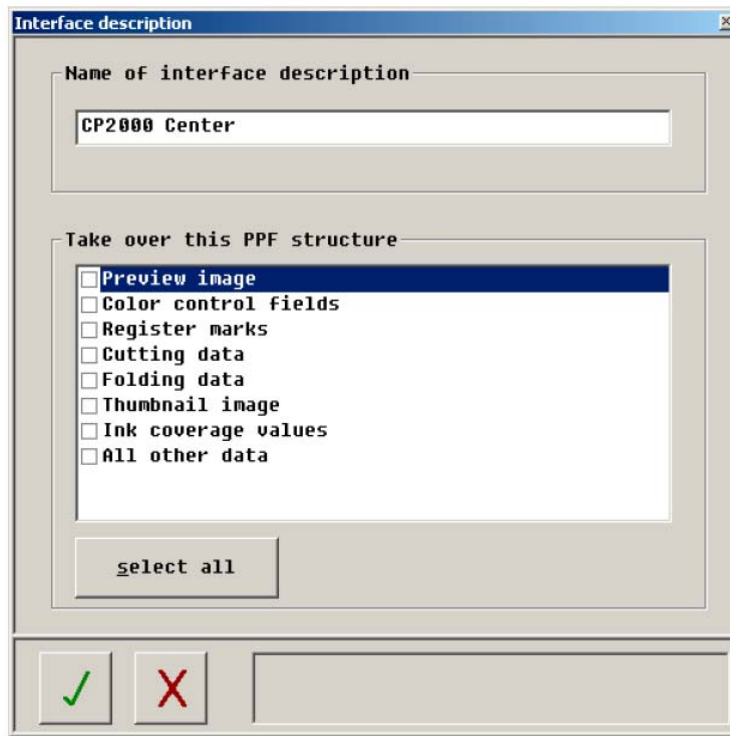 Interface description
Name of interface description
CP2000 Center
Take over this PPF structure
Preview image
Color control fields
Register marks
Cutting data
Folding data
Thumbnail image
Ink coverage values
All other data
select all